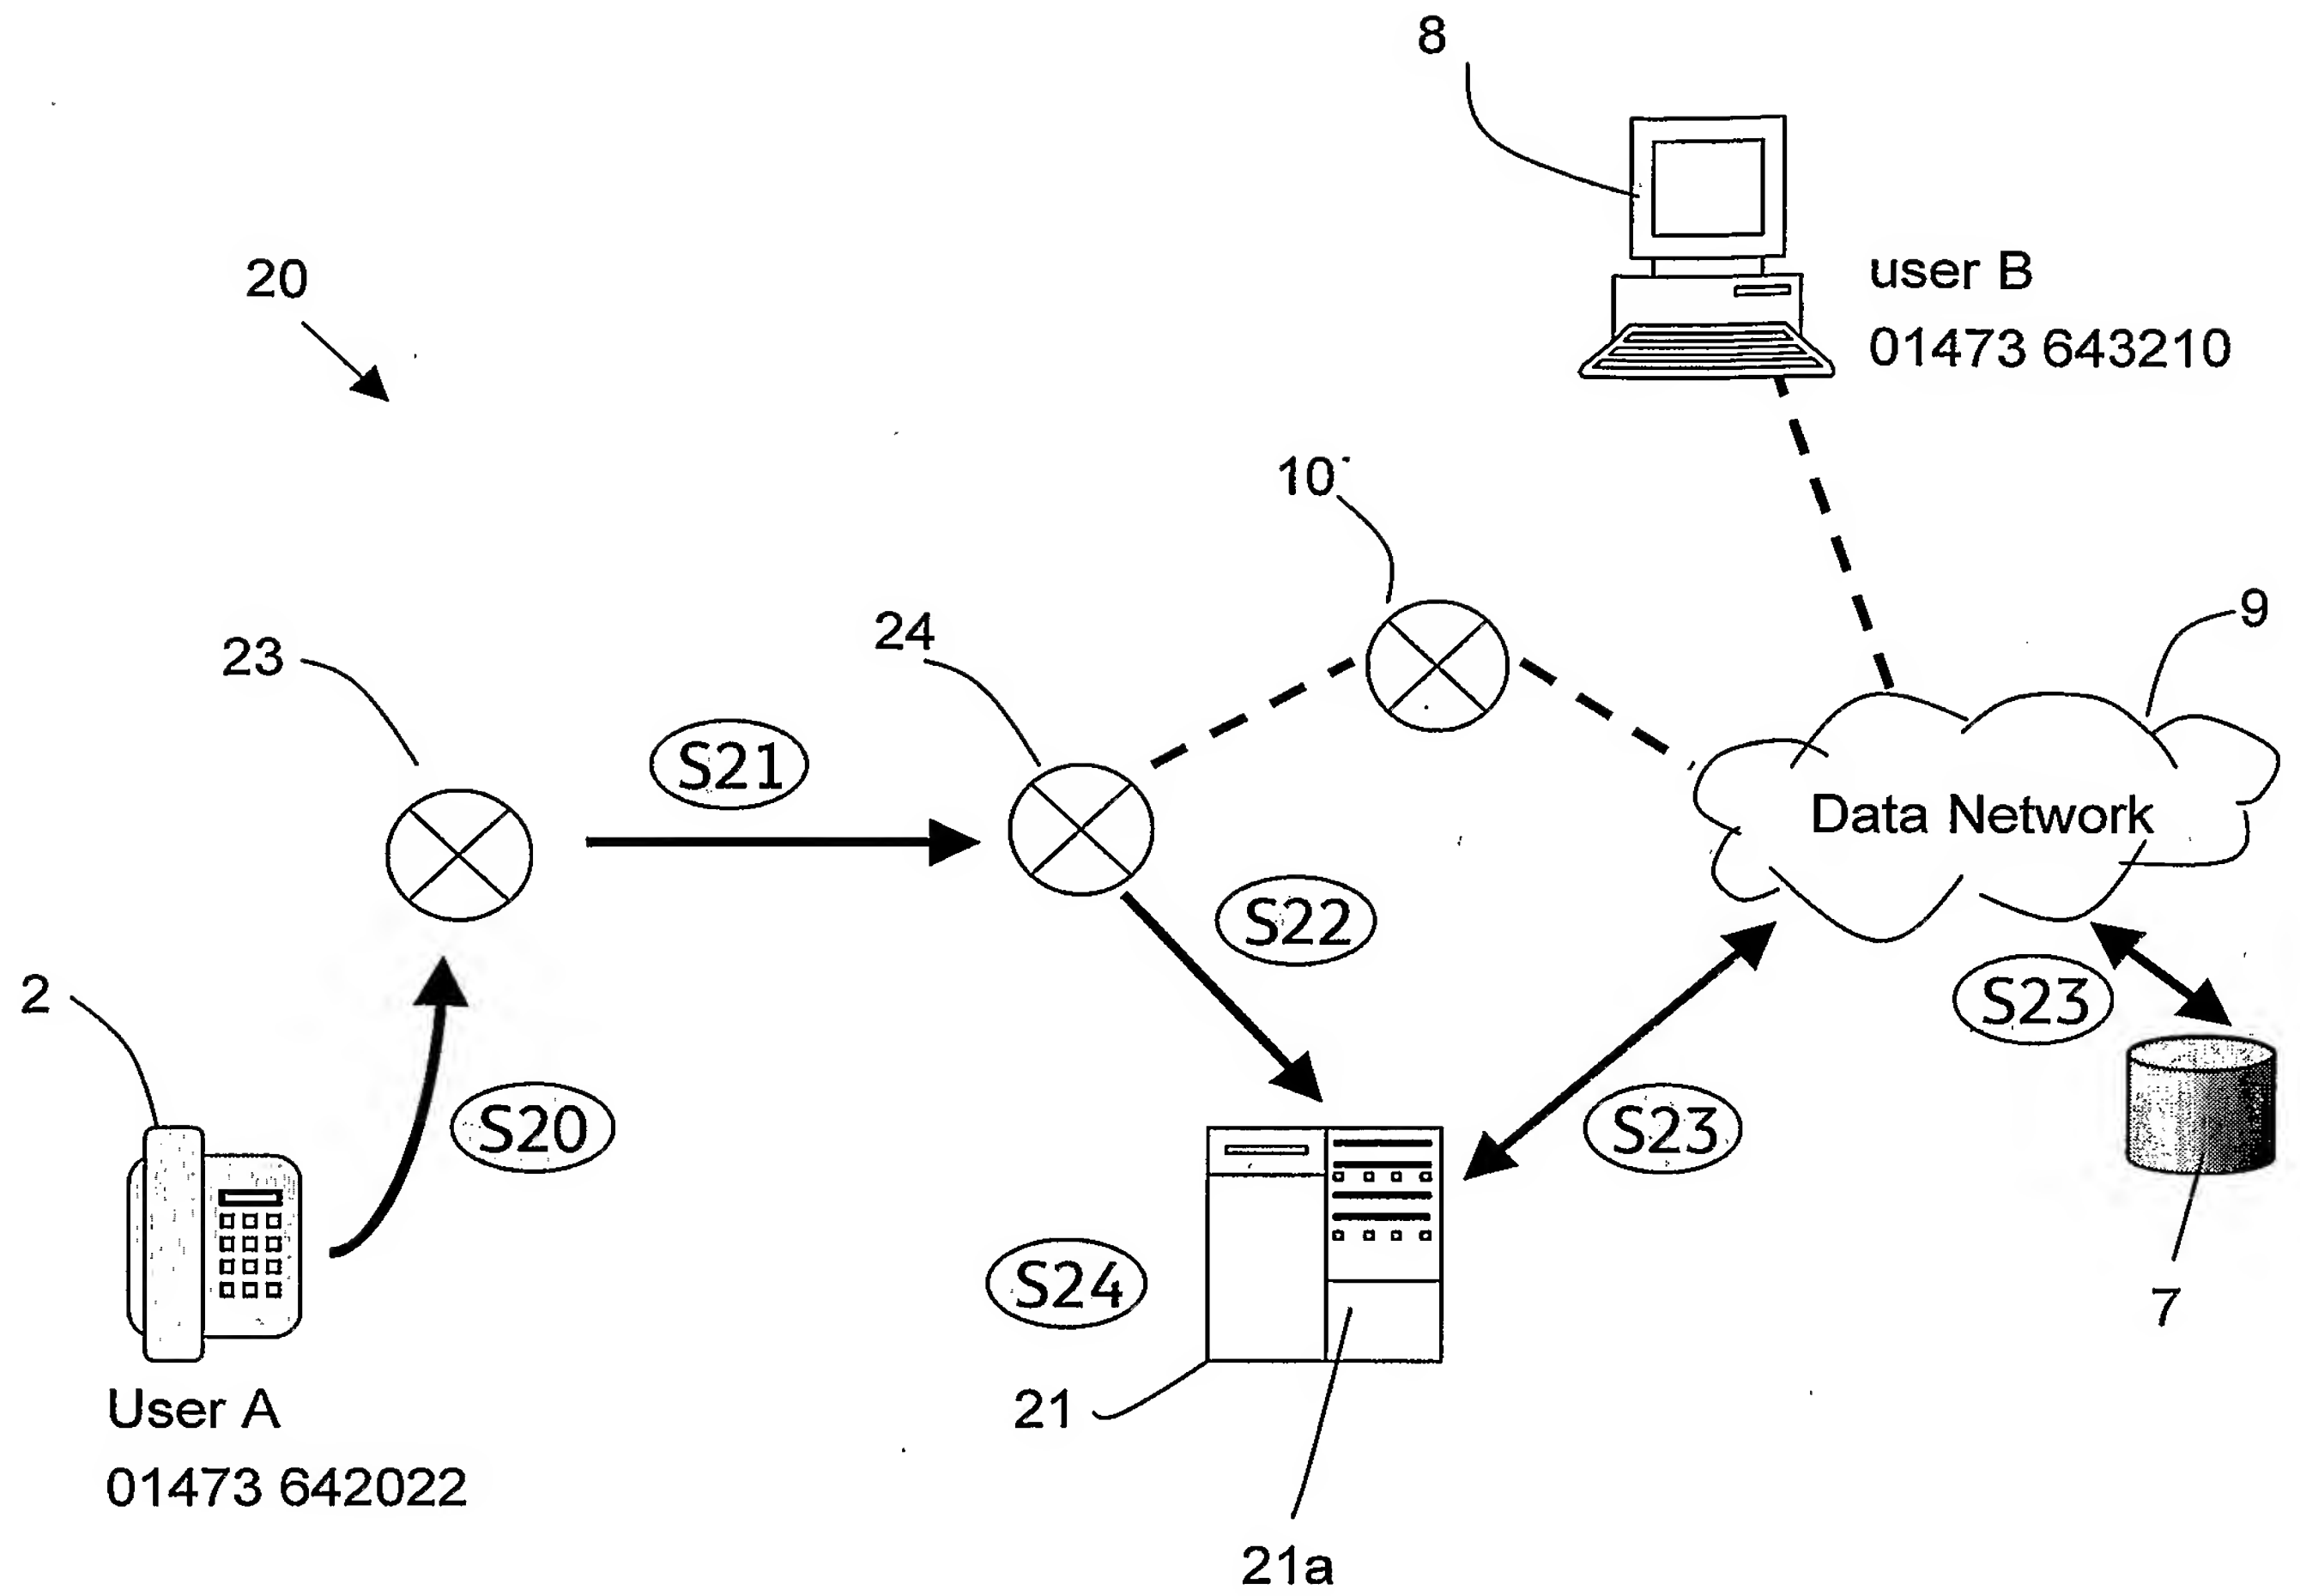 8
20
user B
01473 643210
10
9
24
23
S21
Data Network
S22
2
S23
S20
S23
S24
7
21
User A
01473 642022
21a